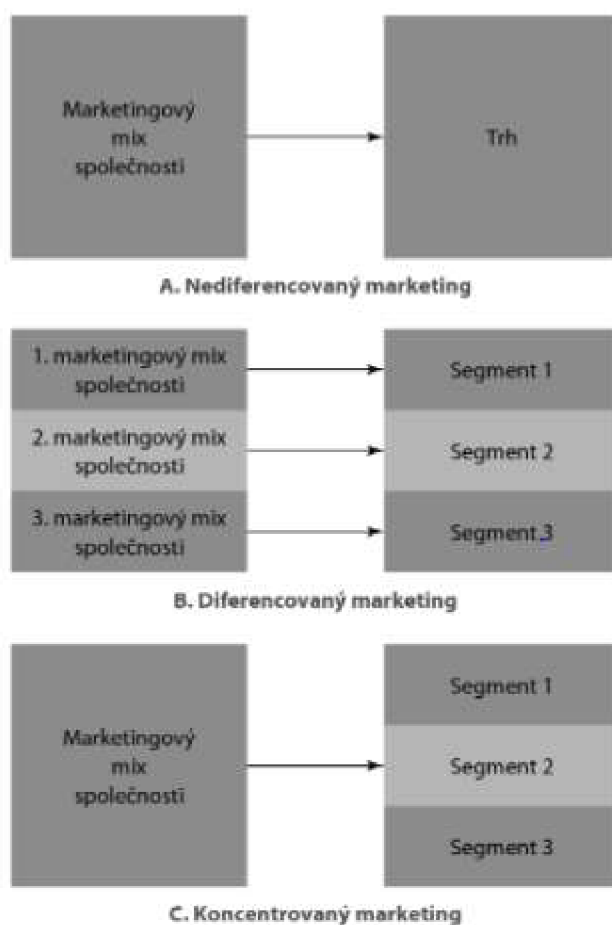 Marketingový
mix
společnosti
Trh
A. Nediferencovaný marketing
1. marketingový mix
společnosti
Segment 1
2. marketingový mix
společnosti
Segment 2
3. marketingový mix
společnosti
Segment 3
B. Diferencovaný marketing
Marketingový
mix
společnosti
Segment 1
Segment 2
Segment 3
C. Koncentrovaný marketing